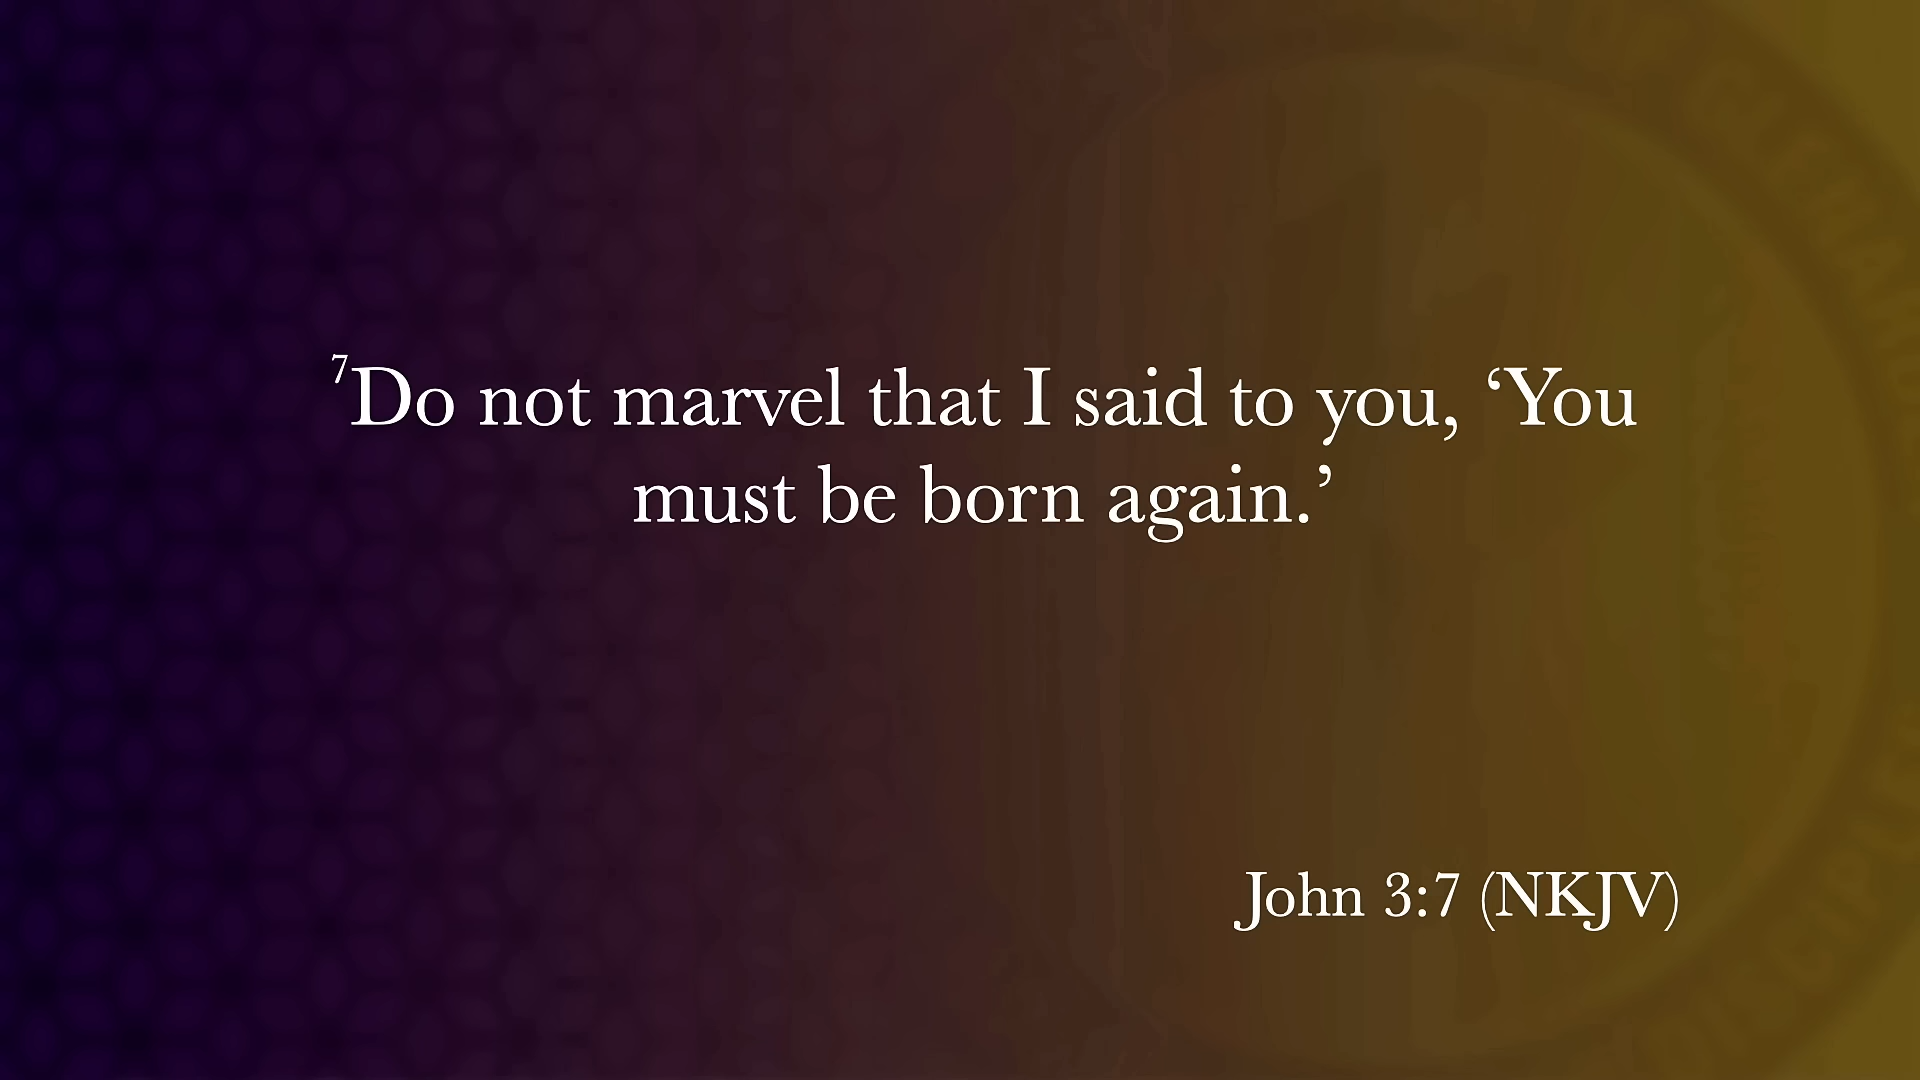 ⁷Do not marvel that I said to you, ‘You
must be born again.’
John 3:7 (NKJV)